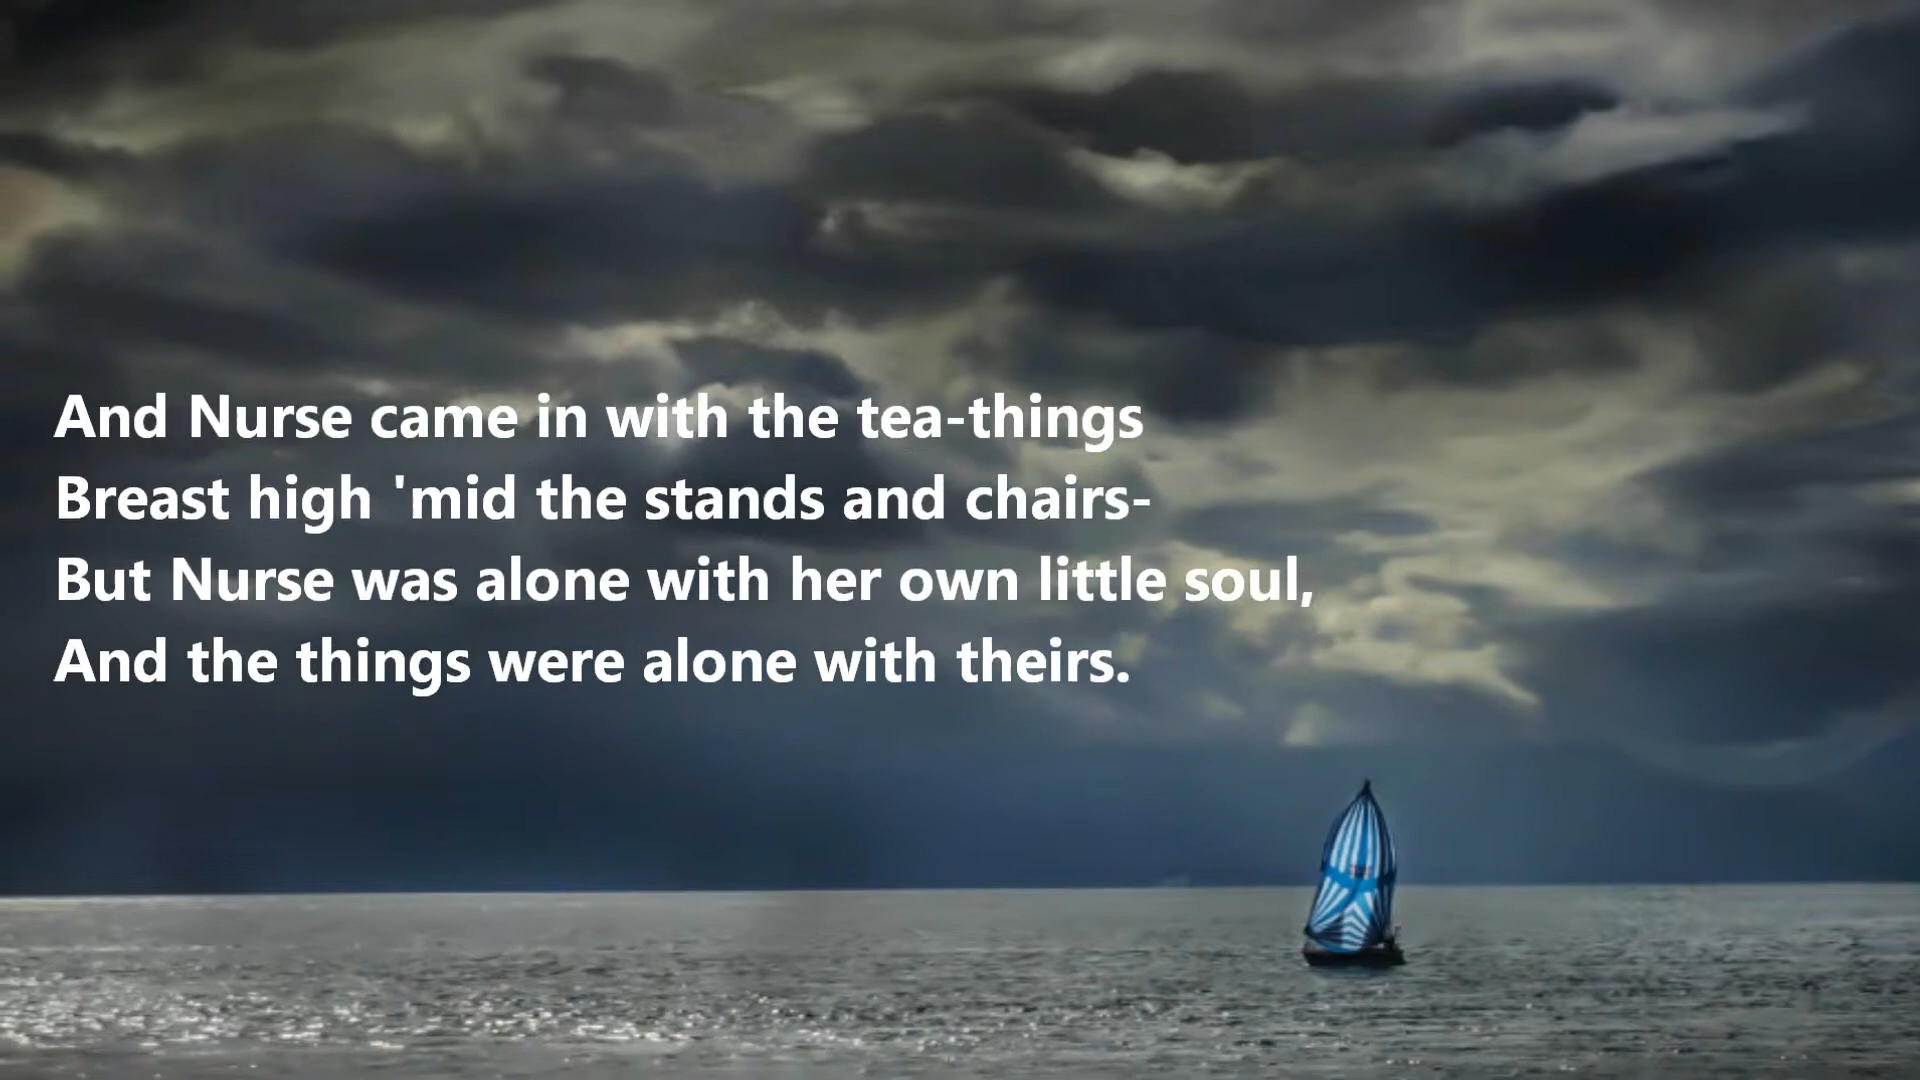 And Nurse came in with the tea-things
Breast high 'mid the stands and chairs-
But Nurse was alone with her own little soul,
And the things were alone with theirs.